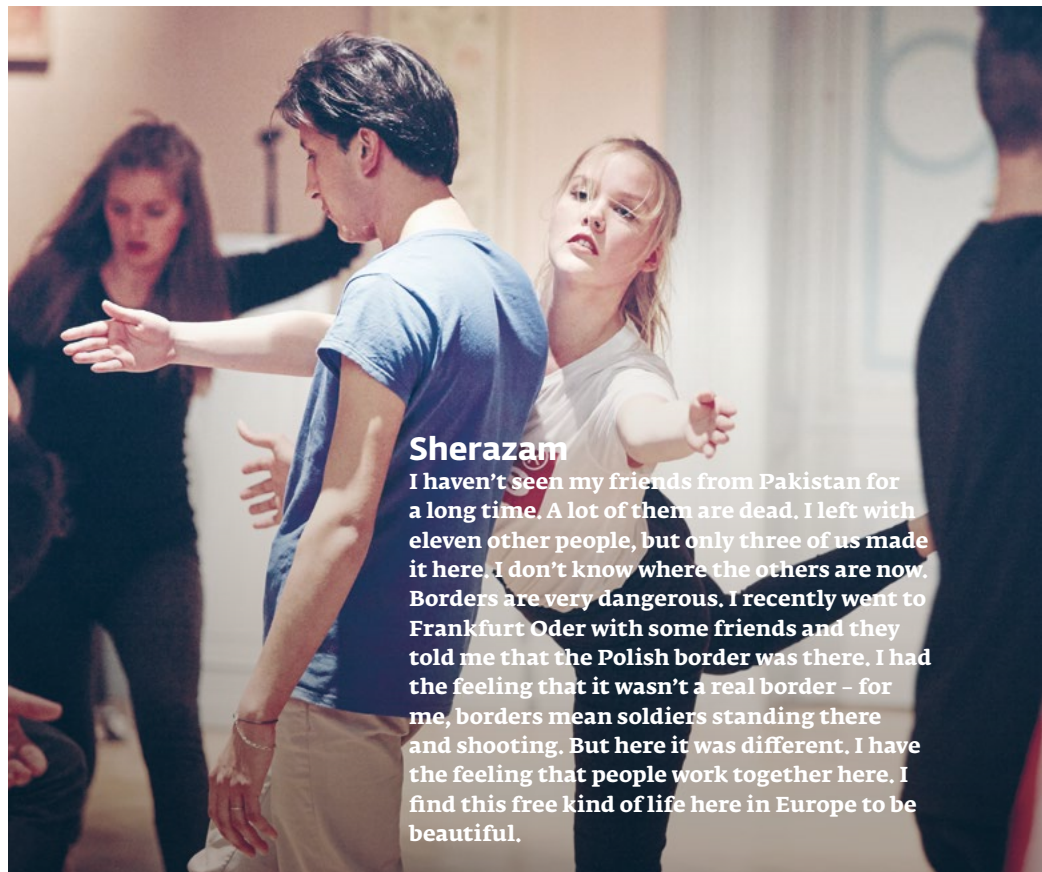 Sherazam
I haven’t seen my friends from Pakistan for
a long time. A lot of them are dead. I left with
eleven other people, but only three of us made
it here. I don’t know where the others are now.
Borders are very dangerous. I recently went to
Frankfurt Oder with some friends and they
told me that the Polish border was there. I had
the feeling that it wasn’t a real border – for
me, borders mean soldiers standing there
and shooting. But here it was different. I have
the feeling that people work together here. I
find this free kind of life here in Europe to be
beautiful.